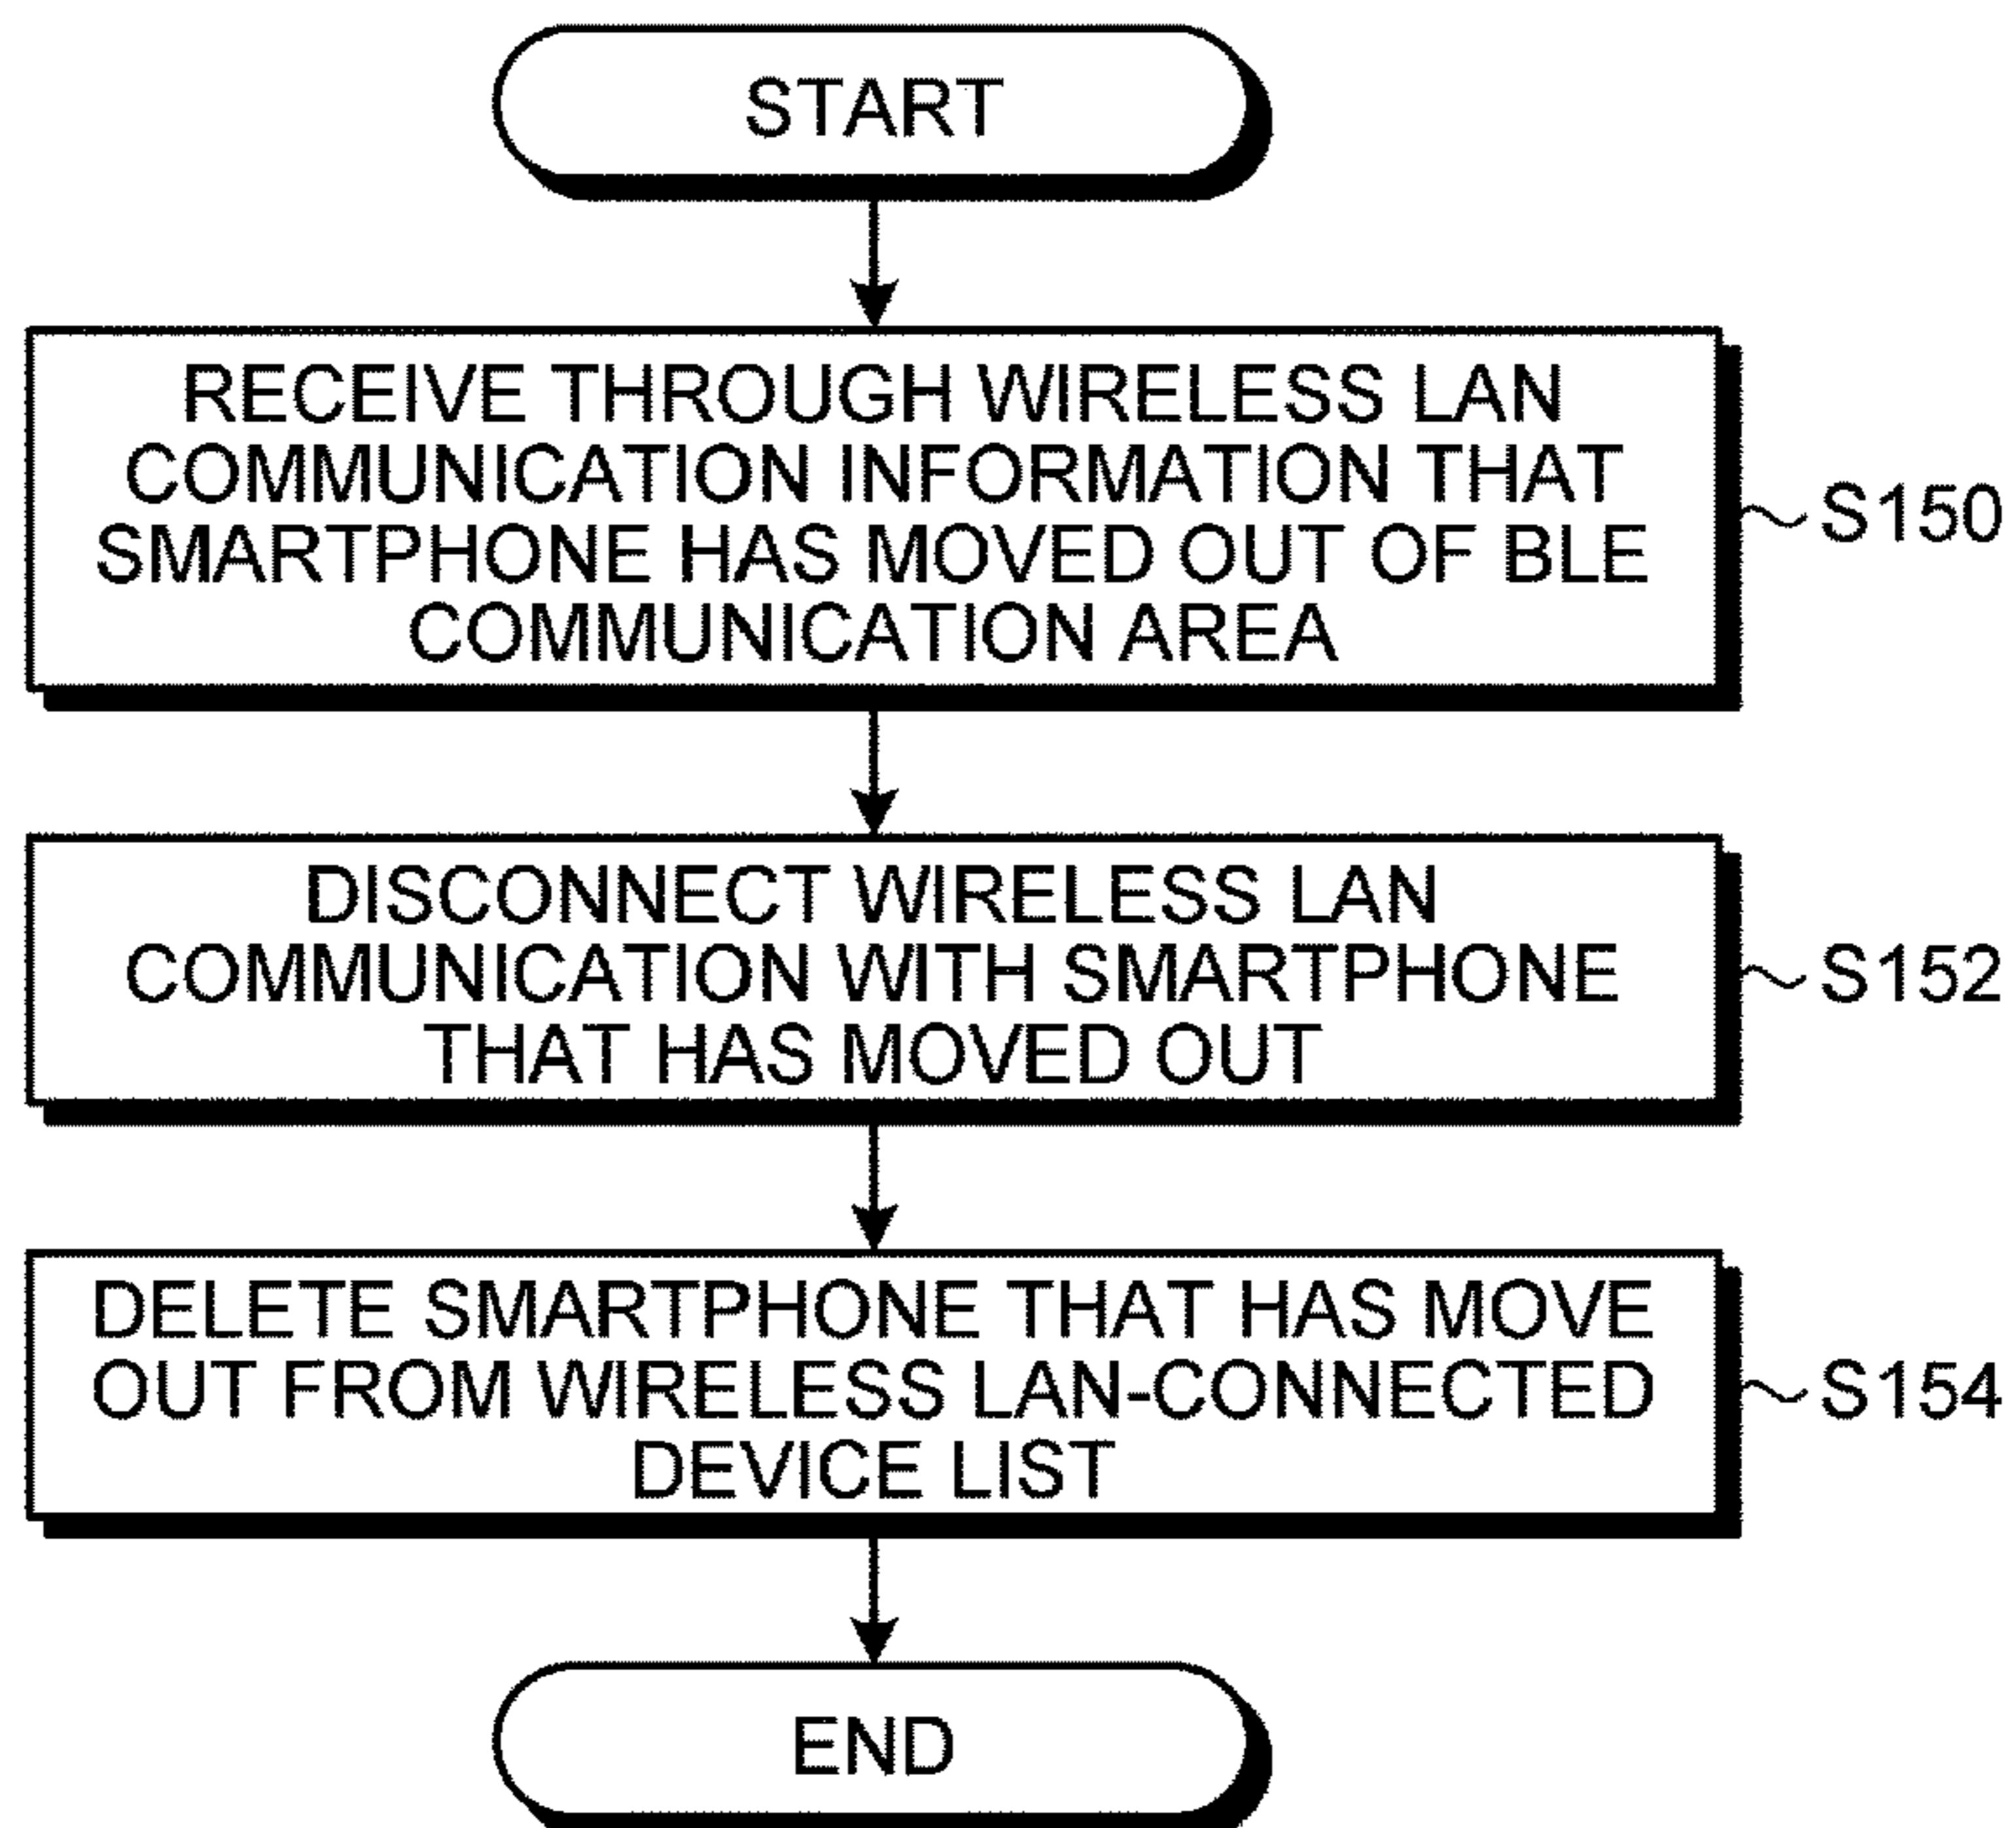 START
RECEIVE THROUGH WIRELESS LAN
COMMUNICATION INFORMATION THAT
SMARTPHONE HAS MOVED OUT OF BLE
COMMUNICATION AREA
S150
DISCONNECT WIRELESS LAN
COMMUNICATION WITH SMARTPHONE
THAT HAS MOVED OUT
S152
DELETE SMARTPHONE THAT HAS MOVE
OUT FROM WIRELESS LAN-CONNECTED
DEVICE LIST
S154
END